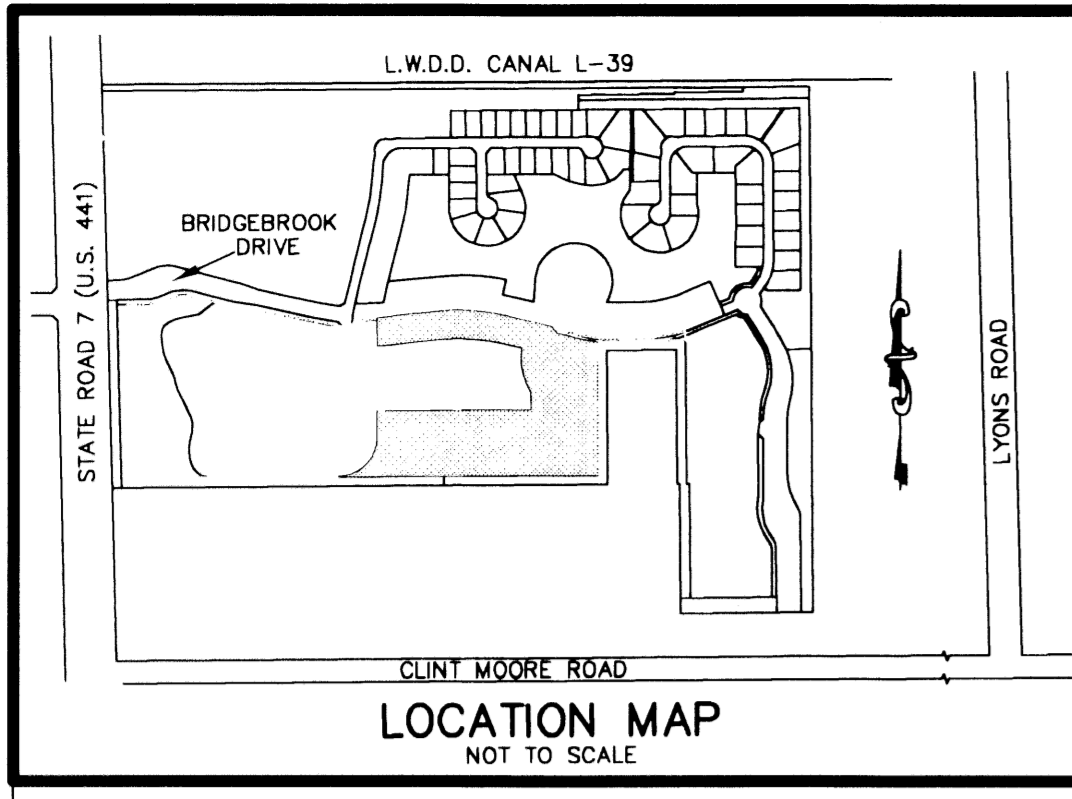 L.W.D.D. CANAL L-39
BRIDGEBROOK
DRIVE
STATE ROAD 7 (U.S. 441)
LYONS ROAD
CLINT MOORE ROAD
LOCATION MAP
NOT TO SCALE